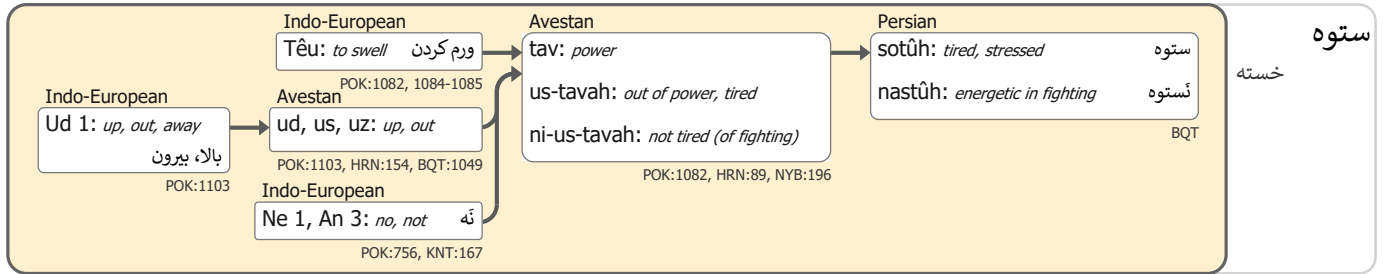 ستوه
خسته
Indo-European
Têu: to swell ورم کردن
POK:1082, 1084-1085
Indo-European
Ud 1: up, out, away
بالا، بیرون
POK:1103
Avestan
ud, us, uz: up, out
POK:1103, HRN:154, BQT:1049
Indo-European
Ne 1, An 3: no, not نَه
POK:756, KNT:167
Avestan
tav: power
us-tavah: out of power, tired
ni-us-tavah: not tired (of fighting)
POK:1082, HRN:89, NYB:196
Persian
sotûh: tired, stressed ستوه
nastûh: energetic in fighting نَستوه
BQT